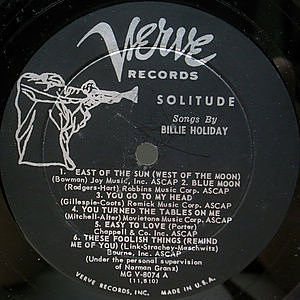 Verve
RECORDS
SOLITUDE
Songs By
BILLIE HOLIDAY
1. EAST OF THE SUN (WEST OF THE MOON)
(Bowman) Joy Music, Inc. ASCAP 2. BLUE MOON
(Rodgers-Hart) Robbins Music Corp. ASCAP
3. YOU GO TO MY HEAD
(Gillespie-Coots) Remick Music Corp. ASCAP
4. YOU TURNED THE TABLES ON ME
(Mitchell-Alter) Movietone Music Corp. ASCAP
5. EASY TO LOVE (Porter)
Chappell & Co. Inc. ASCAP
6. THESE FOOLISH THINGS (REMIND
ME OF YOU) (Link-Strachey-Meschwitz)
Bourne, Inc. ASCAP
(Under the personal supervision
of Norman Granz)
MG V-8074 A
(11,810)
VERVE RECORDS, INC. MADE IN U.S.A.